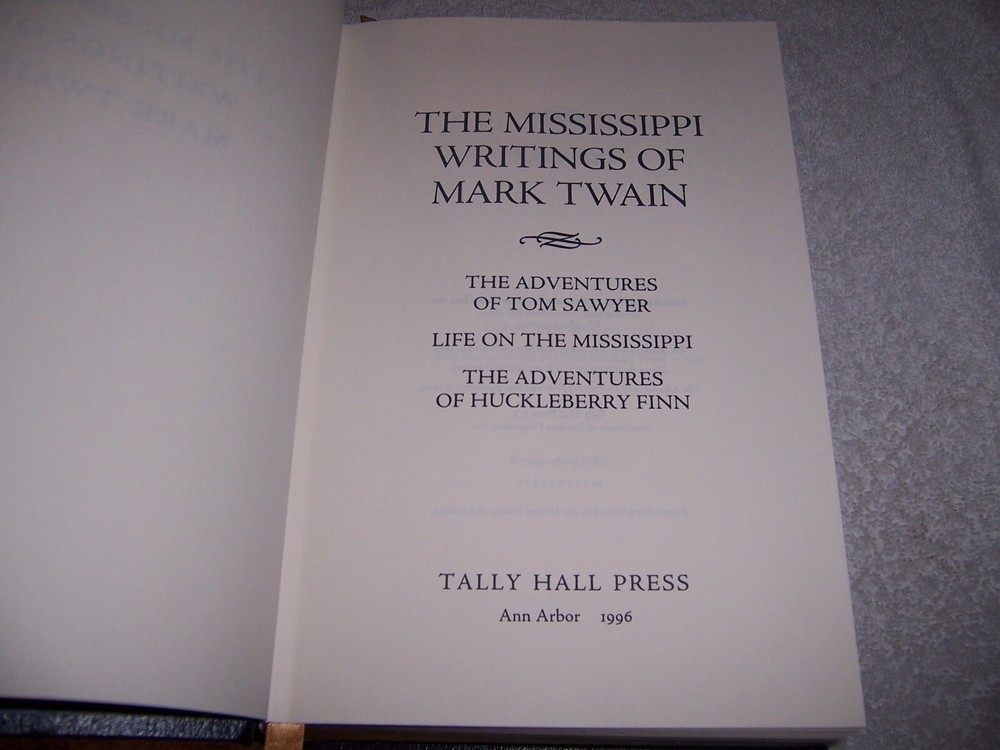 THE MISSISSIPPI
WRITINGS OF
MARK TWAIN
THE ADVENTURES
OF TOM SAWYER
LIFE ON THE MISSISSIPPI
THE ADVENTURES
OF HUCKLEBERRY FINN
TALLY HALL PRESS
Ann Arbor 1996